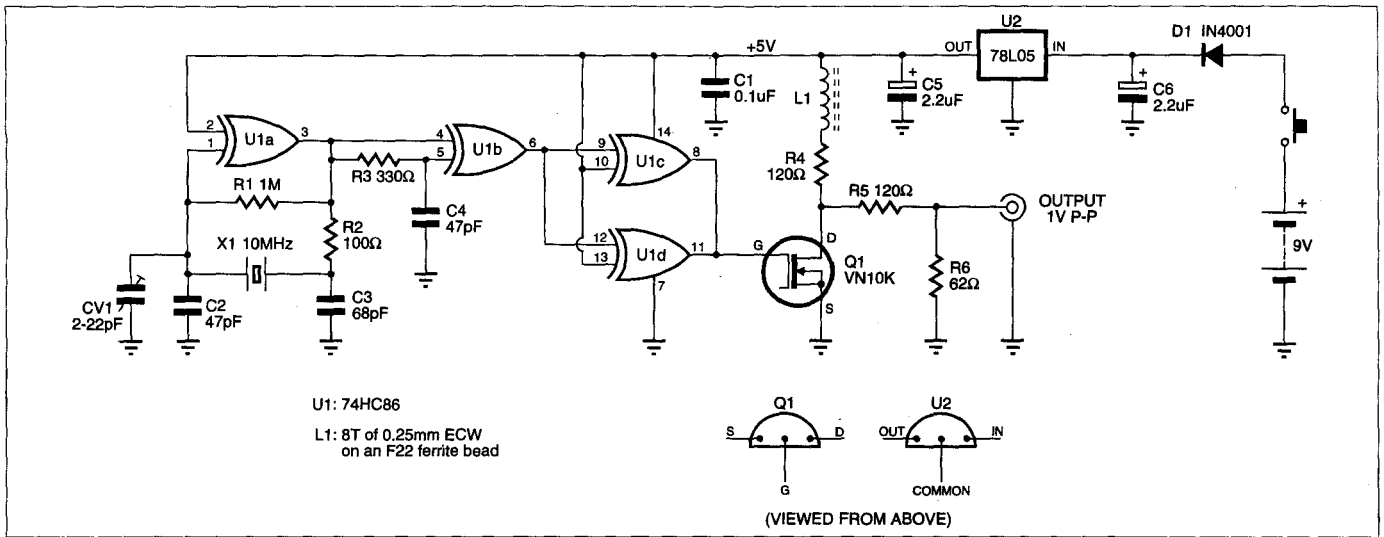 U2
D1 IN4001
+5V
OUT
78L05
IN
C1
0.1uF
L1
+
C5
2.2uF
+
C6
2.2uF
2
1
U1a
3
4
5
U1b
6
9
10
U1c
14
8
R3 330Ω
R4
120Ω
R1 1M
R2
100Ω
C4
47pF
12
13
U1d
11
7
R5 120Ω
OUTPUT
1V P-P
+
9V
X1 10MHz
G
D
S
Q1
VN10K
R6
62Ω
CV1
2-22pF
C2
47pF
C3
68pF
U1: 74HC86
L1: 8T of 0.25mm ECW
on an F22 ferrite bead
Q1
S
D
G
U2
OUT
IN
COMMON
(VIEWED FROM ABOVE)